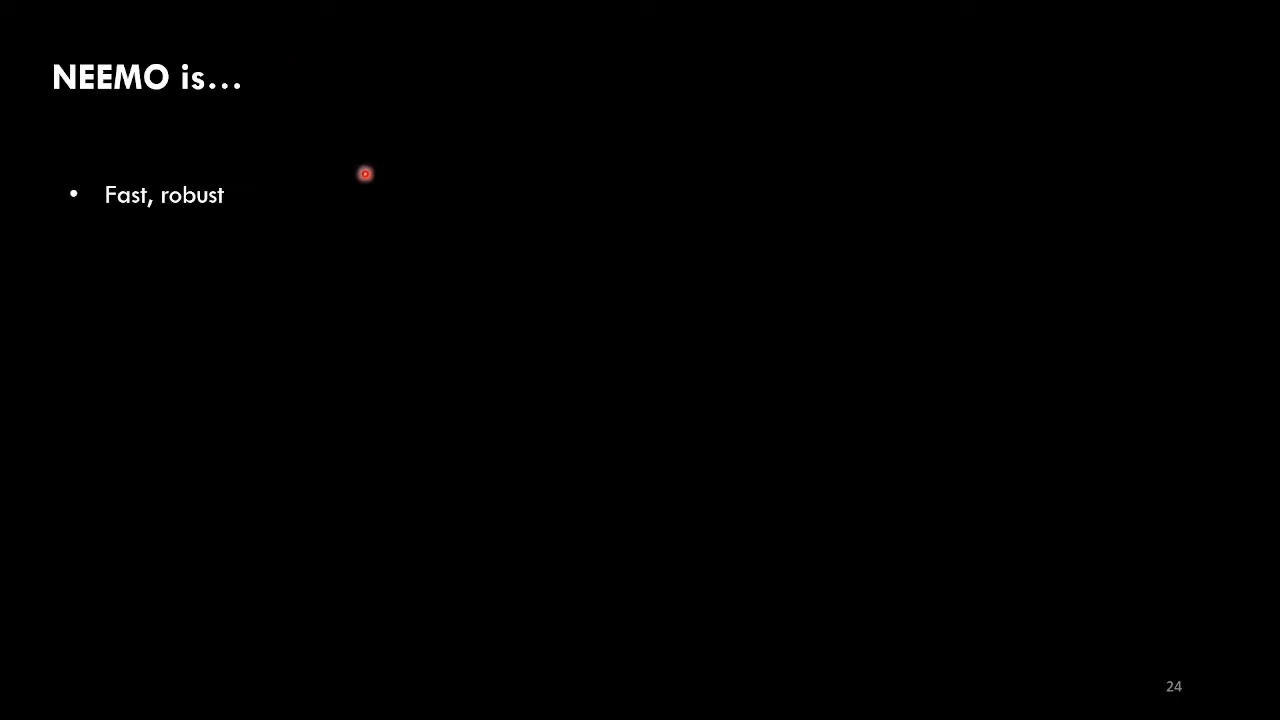 NEEMO is…
• Fast, robust
24